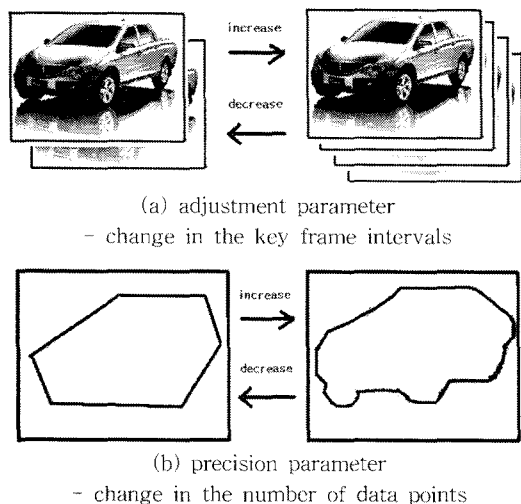 increase
decrease
(a) adjustment parameter
- change in the key frame intervals
increase
decrease
(b) precision parameter
- change in the number of data points